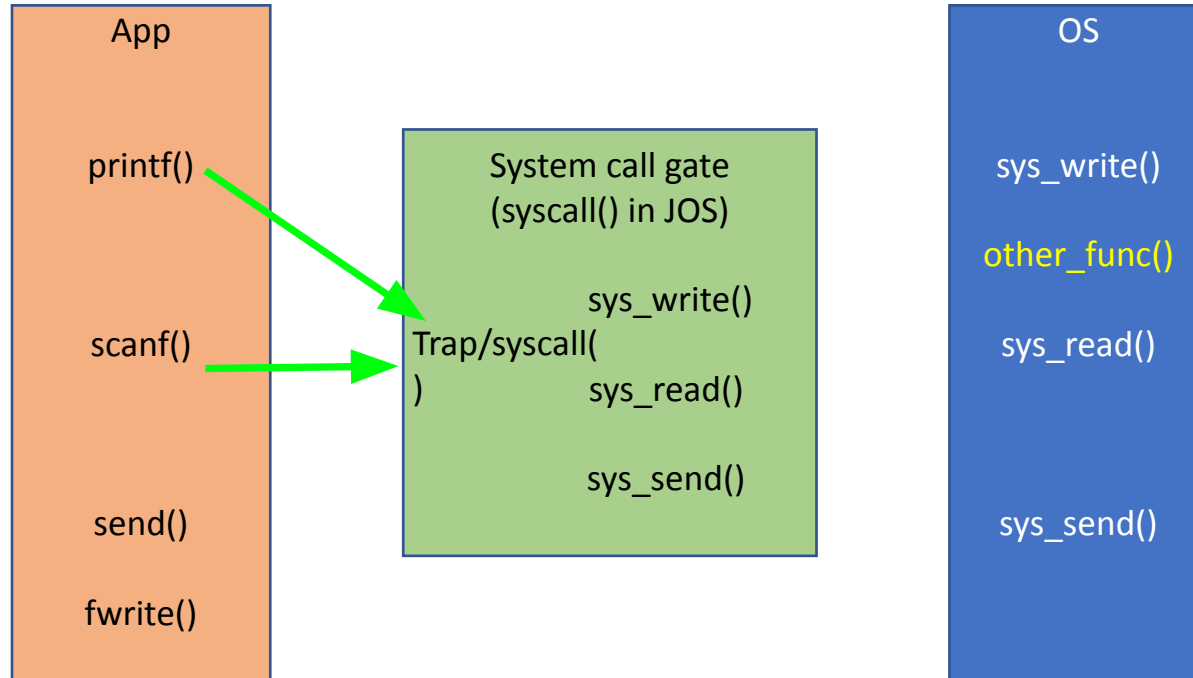 App
printf()
scanf()
send()
fwrite()
System call gate
(syscall() in JOS)
sys_write()
Trap/syscall(
)
sys_read()
sys_send()
OS
sys_write()
other_func()
sys_read()
sys_send()